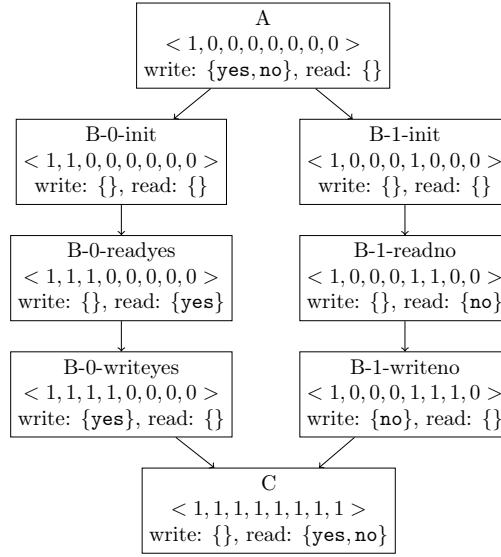 A
< 1, 0, 0, 0, 0, 0, 0, 0 >
write: {yes, no}, read: {}
B-0-init
< 1, 1, 0, 0, 0, 0, 0, 0 >
write: {}, read: {}
B-1-init
< 1, 0, 0, 0, 1, 0, 0, 0 >
write: {}, read: {}
B-0-readyes
< 1, 1, 1, 0, 0, 0, 0, 0 >
write: {}, read: {yes}
B-1-readno
< 1, 0, 0, 0, 1, 1, 0, 0 >
write: {}, read: {no}
B-0-writeyes
< 1, 1, 1, 1, 0, 0, 0, 0 >
write: {yes}, read: {}
B-1-writeno
< 1, 0, 0, 0, 1, 1, 1, 0 >
write: {no}, read: {}
C
< 1, 1, 1, 1, 1, 1, 1, 1 >
write: {}, read: {yes, no}